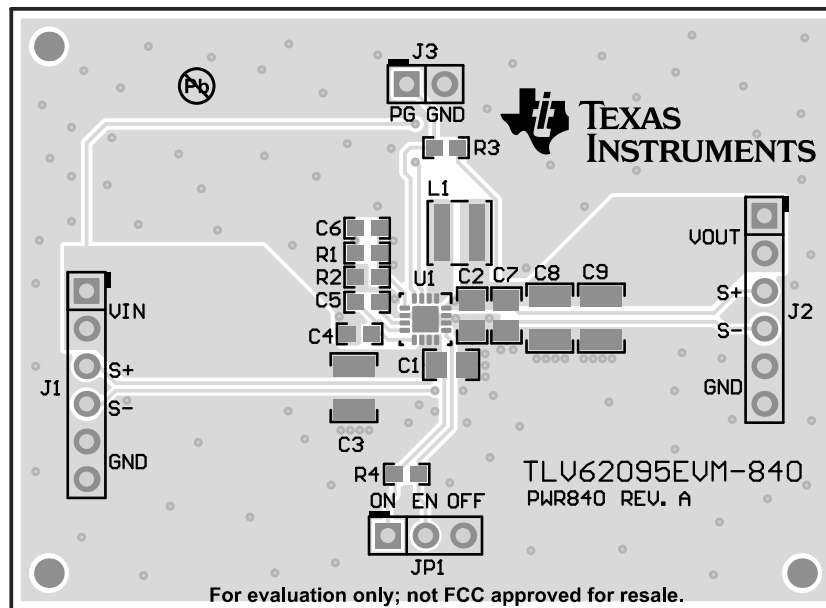 J3
Pb
PG GND
TEXAS
INSTRUMENTS
R3
L1
C6
R1
R2
U1
C2 C7 C8 C9
C5
C4
C1
C3
VOUT
S+
S-
GND
J2
VIN
S+
S-
GND
J1
R4
ON EN OFF
JP1
TLV62095EVM-840
PWR840 REV. A
For evaluation only; not FCC approved for resale.